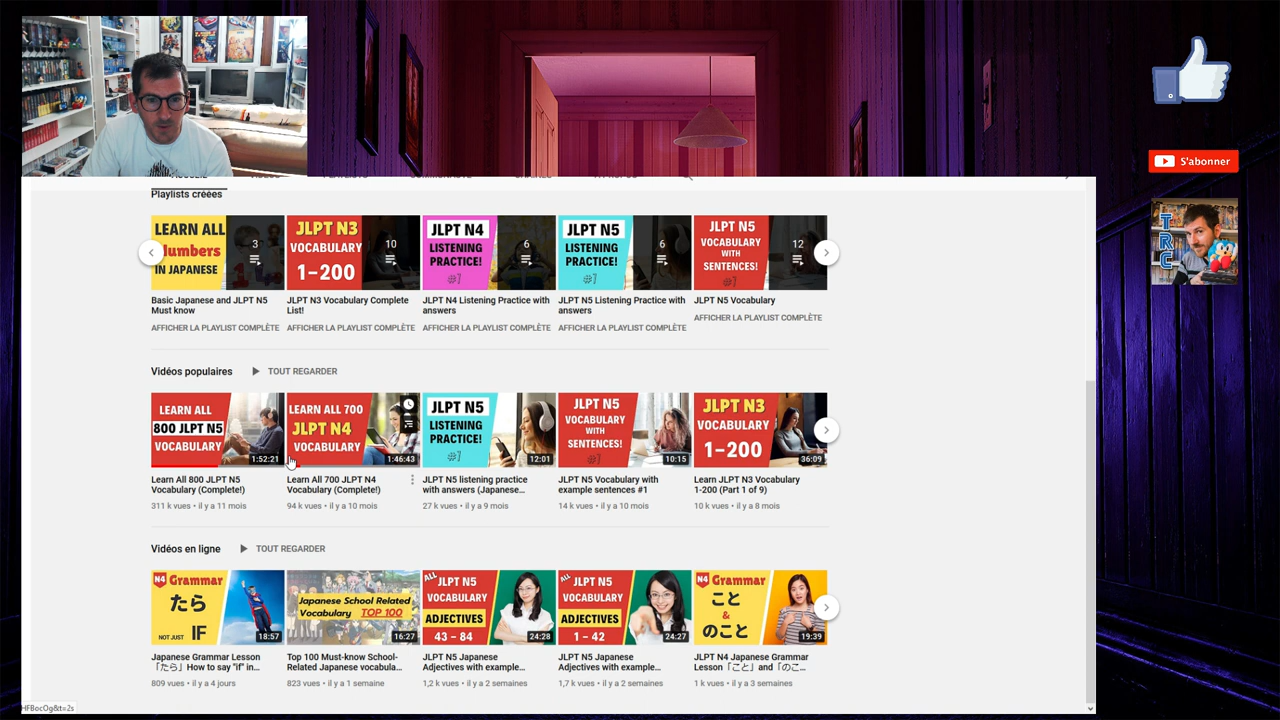 S'abonner
TRC
Playlists créées
LEARN ALL
Numbers
IN JAPANESE
3
JLPT N3
VOCABULARY
1-200
10
JLPT N4
LISTENING
PRACTICE!
#1
6
JLPT N5
LISTENING
PRACTICE!
#1
6
JLPT N5
VOCABULARY
WITH
SENTENCES!
#1
12
Basic Japanese and JLPT N5
Must know
AFFICHER LA PLAYLIST COMPLÈTE
JLPT N3 Vocabulary Complete
List!
AFFICHER LA PLAYLIST COMPLÈTE
JLPT N4 Listening Practice with
answers
AFFICHER LA PLAYLIST COMPLÈTE
JLPT N5 Listening Practice with
answers
AFFICHER LA PLAYLIST COMPLÈTE
JLPT N5 Vocabulary
AFFICHER LA PLAYLIST COMPLÈTE
Vidéos populaires
TOUT REGARDER
LEARN ALL
800 JLPT N5
VOCABULARY
1:52:21
LEARN ALL 700
JLPT N4
VOCABULARY
1:46:43
JLPT N5
LISTENING
PRACTICE!
#1
12:01
JLPT N5
VOCABULARY
WITH
SENTENCES!
#1
10:15
JLPT N3
VOCABULARY
1-200
36:09
Learn All 800 JLPT N5
Vocabulary (Complete!)
311 k vues • il y a 11 mois
Learn All 700 JLPT N4
Vocabulary (Complete!)
94 k vues • il y a 10 mois
JLPT N5 listening practice
with answers (Japanese...
27 k vues • il y a 9 mois
JLPT N5 Vocabulary with
example sentences #1
14 k vues • il y a 10 mois
Learn JLPT N3 Vocabulary
1-200 (Part 1 of 9)
10 k vues • il y a 8 mois
Vidéos en ligne
TOUT REGARDER
N4 Grammar
たら
NOT JUST IF
18:57
Japanese School Related
Vocabulary TOP 100
16:27
ALL
JLPT N5
VOCABULARY
ADJECTIVES
43 - 84
24:28
ALL
JLPT N5
VOCABULARY
ADJECTIVES
1 - 42
24:27
N4 Grammar
こと
&
のこと
19:39
Japanese Grammar Lesson
「たら」How to say "if" in...
809 vues • il y a 4 jours
Top 100 Must-know School-
Related Japanese vocabula...
823 vues • il y a 1 semaine
JLPT N5 Japanese
Adjectives with example...
1,2 k vues • il y a 2 semaines
JLPT N5 Japanese
Adjectives with example...
1,7 k vues • il y a 2 semaines
JLPT N4 Japanese Grammar
Lesson「こと」and「のこ...
1 k vues • il y a 3 semaines
HFBocOg&t=2s